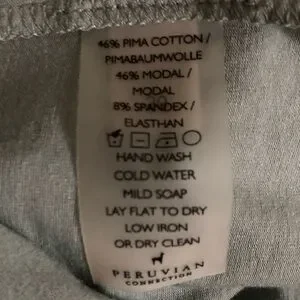 46% PIMA COTTON /
PIMABAUMWOLLE
46% MODAL /
MODAL
8% SPANDEX /
ELASTHAN
HAND WASH
COLD WATER
MILD SOAP
LAY FLAT TO DRY
LOW IRON
OR DRY CLEAN
PERUVIAN
CONNECTION